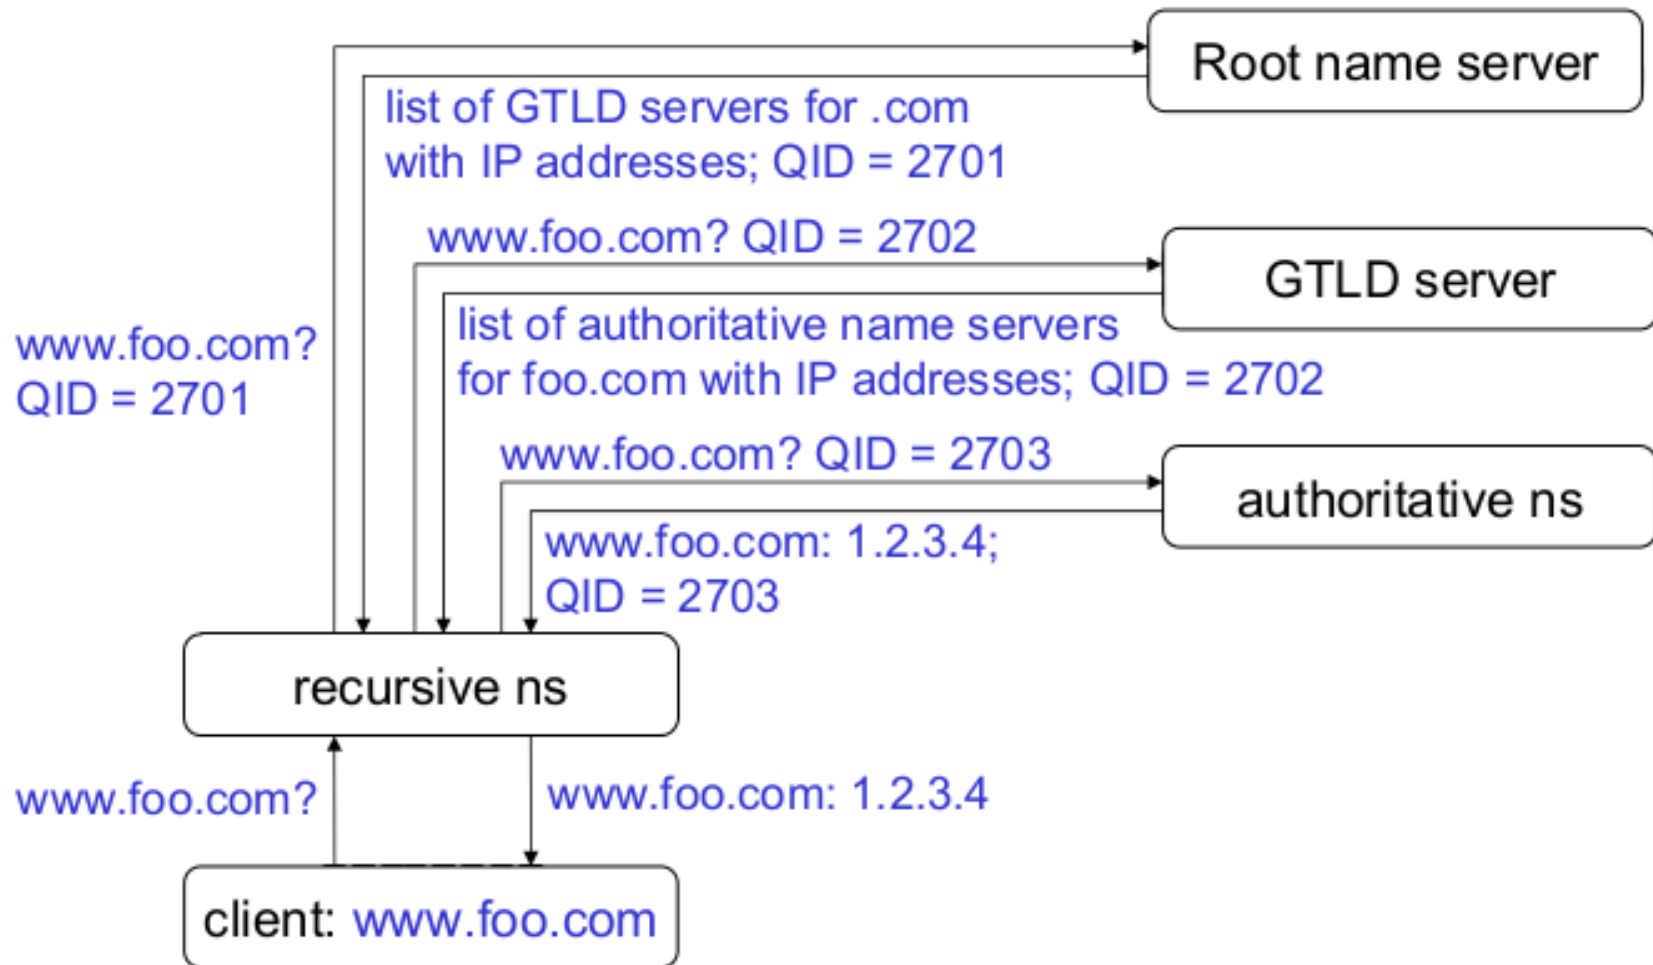 Root name server
list of GTLD servers for .com
with IP addresses; QID = 2701
www.foo.com? QID = 2702
GTLD server
list of authoritative name servers
for foo.com with IP addresses; QID = 2702
www.foo.com?
QID = 2701
www.foo.com? QID = 2703
authoritative ns
www.foo.com: 1.2.3.4;
QID = 2703
recursive ns
www.foo.com?
www.foo.com: 1.2.3.4
client: www.foo.com